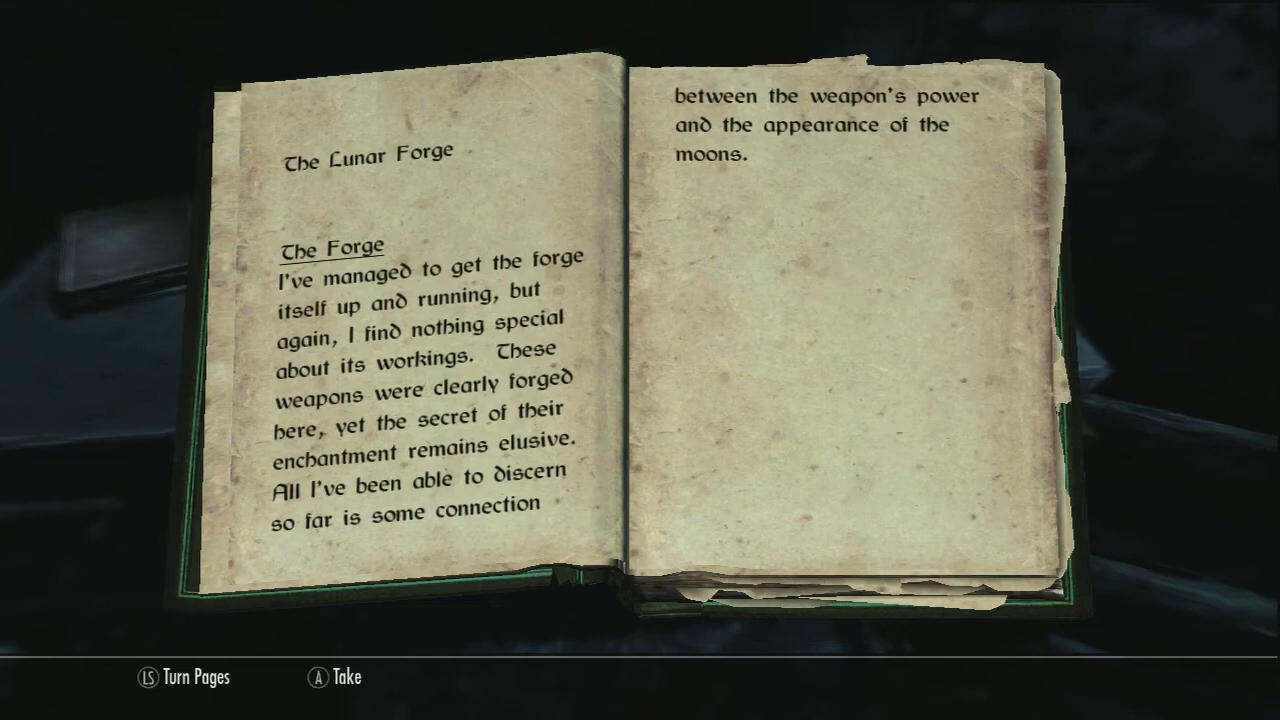 The Lunar Forge
The Forge
I've managed to get the forge
itself up and running, but
again, I find nothing special
about its workings.  These
weapons were clearly forged
here, yet the secret of their
enchantment remains elusive.
All I've been able to discern
so far is some connection
between the weapon's power
and the appearance of the
moons.
LS Turn Pages
A Take